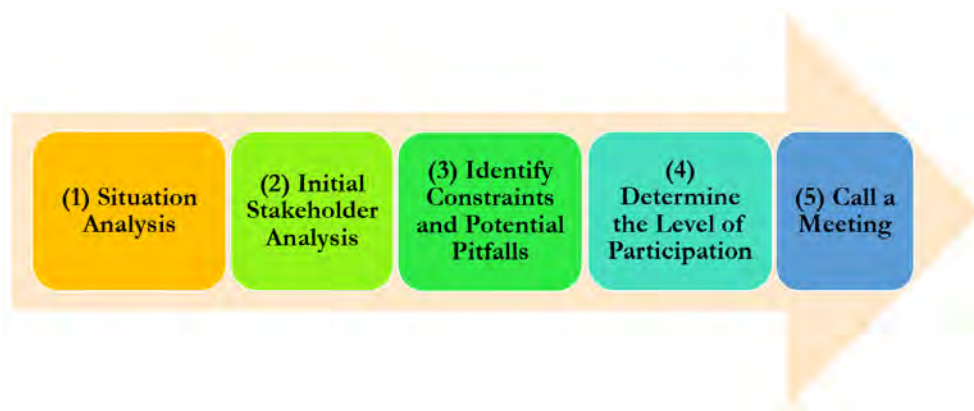 (1) Situation
Analysis
(2) Initial
Stakeholder
Analysis
(3) Identify
Constraints
and Potential
Pitfalls
(4)
Determine
the Level of
Participation
(5) Call a
Meeting